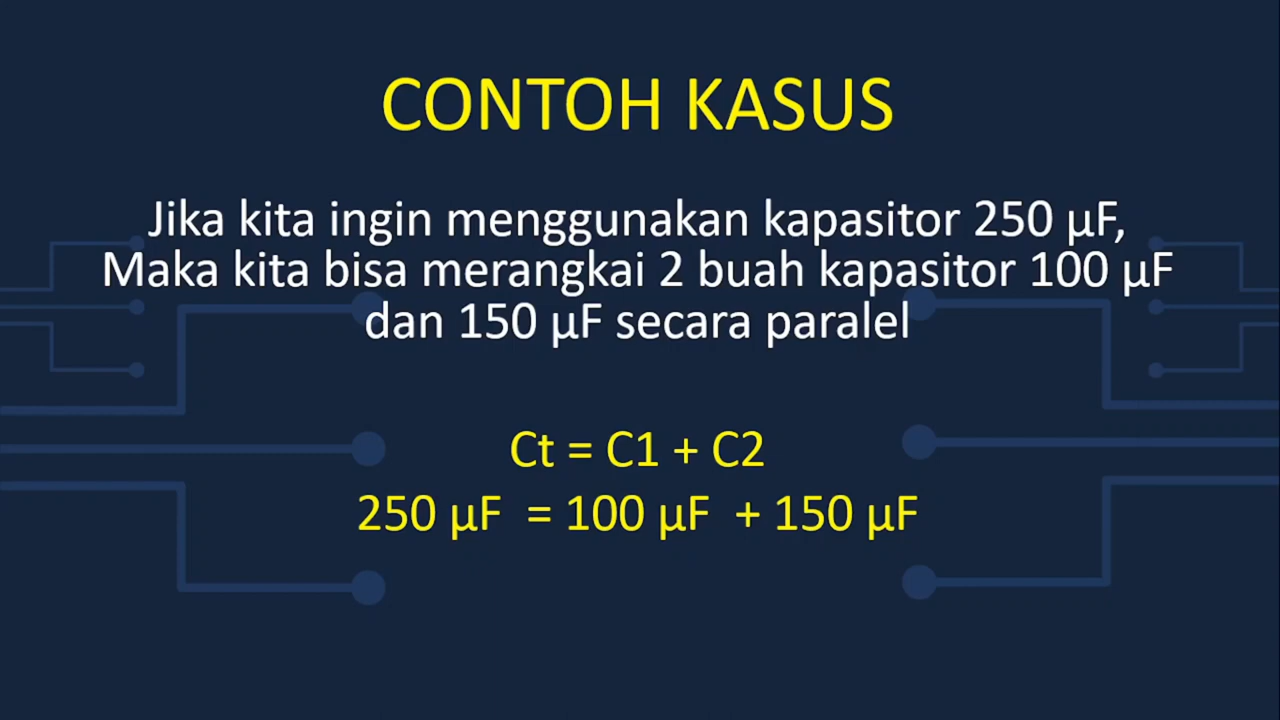 CONTOH KASUS
Jika kita ingin menggunakan kapasitor 250 µF,
Maka kita bisa merangkai 2 buah kapasitor 100 µF
dan 150 µF secara paralel
Ct = C1 + C2
250 µF = 100 µF + 150 µF